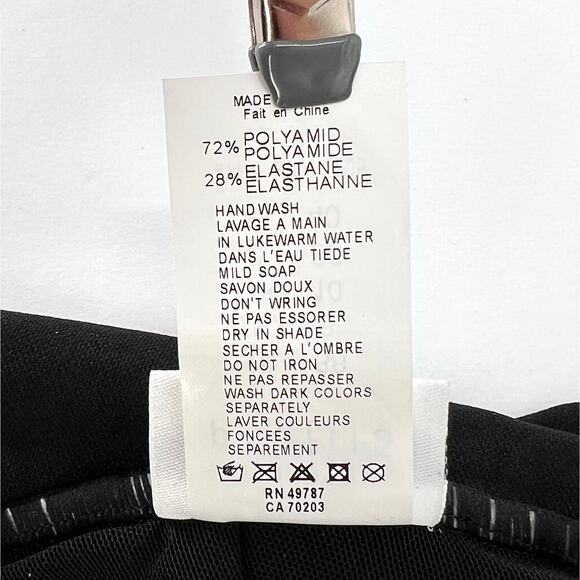 MADE
Fait en Chine
72% POLYAMID
POLYAMIDE
28% ELASTANE
ELASTHANNE
HAND WASH
LAVAGE A MAIN
IN LUKEWARM WATER
DANS L'EAU TIEDE
MILD SOAP
SAVON DOUX
DON'T WRING
NE PAS ESSORER
DRY IN SHADE
SECHER A L'OMBRE
DO NOT IRON
NE PAS REPASSER
WASH DARK COLORS
SEPARATELY
LAVER COULEURS
FONCEES
SEPAREMENT
RN 49787
CA 70203